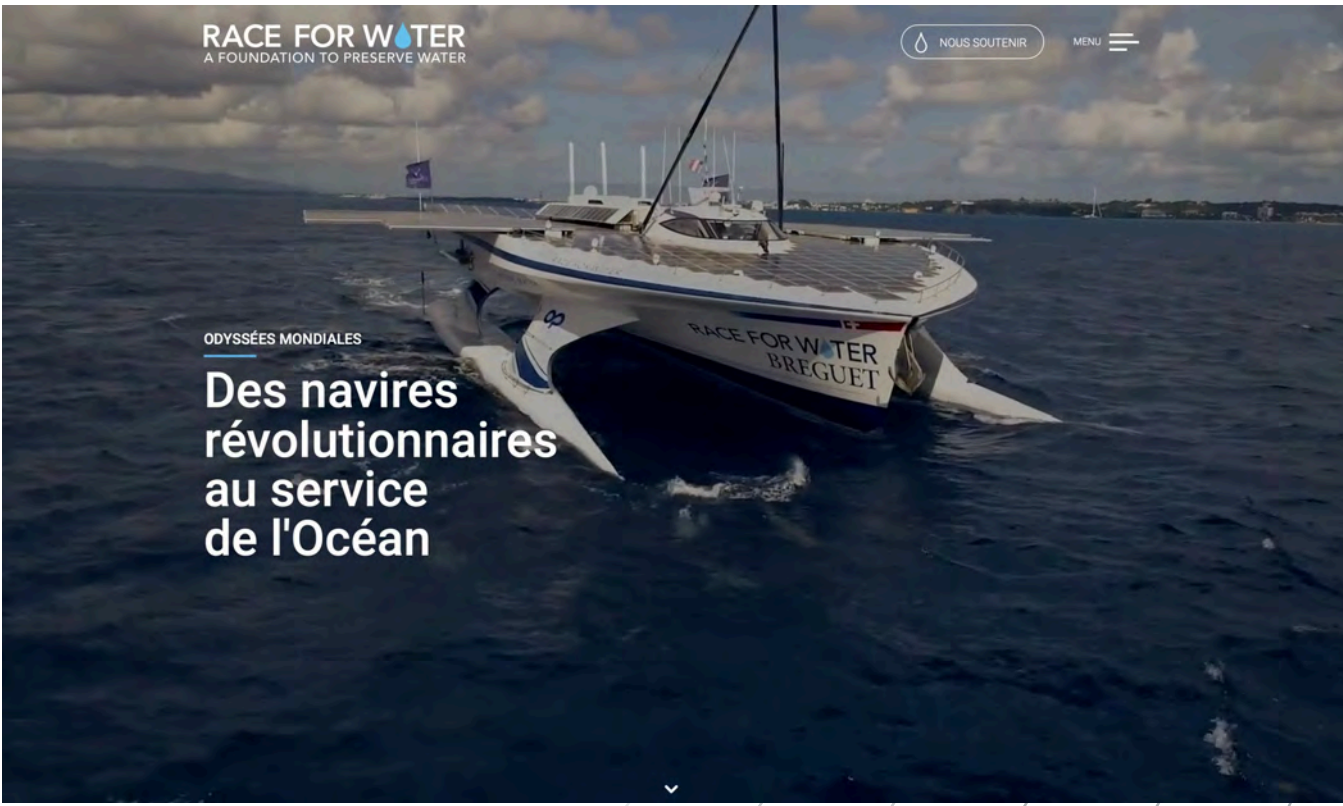 RACE FOR WATER
A FOUNDATION TO PRESERVE WATER
NOUS SOUTENIR
MENU
ODYSSÉES MONDIALES
Des navires
révolutionnaires
au service
de l'Océan
RACE FOR WATER
BREGUET